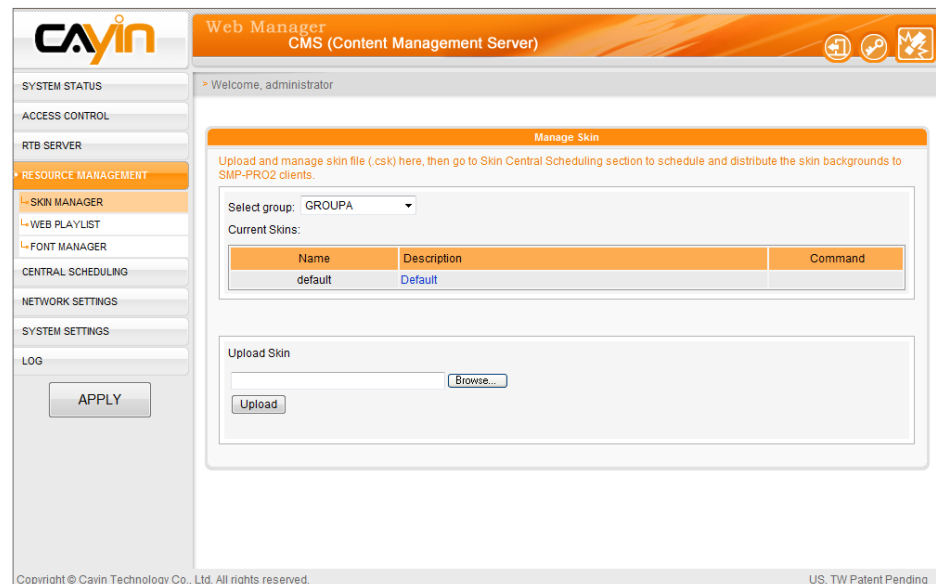 CAYIN
Web Manager
CMS (Content Management Server)
SYSTEM STATUS
ACCESS CONTROL
RTB SERVER
RESOURCE MANAGEMENT
SKIN MANAGER
WEB PLAYLIST
FONT MANAGER
CENTRAL SCHEDULING
NETWORK SETTINGS
SYSTEM SETTINGS
LOG
APPLY
> Welcome, administrator
Manage Skin
Upload and manage skin file (.csk) here, then go to Skin Central Scheduling section to schedule and distribute the skin backgrounds to
SMP-PRO2 clients.
Select group: GROUPA
Current Skins:
Name Description Command
default Default
Upload Skin
Browse...
Upload
Copyright © Cayin Technology Co., Ltd. All rights reserved. US, TW Patent Pending